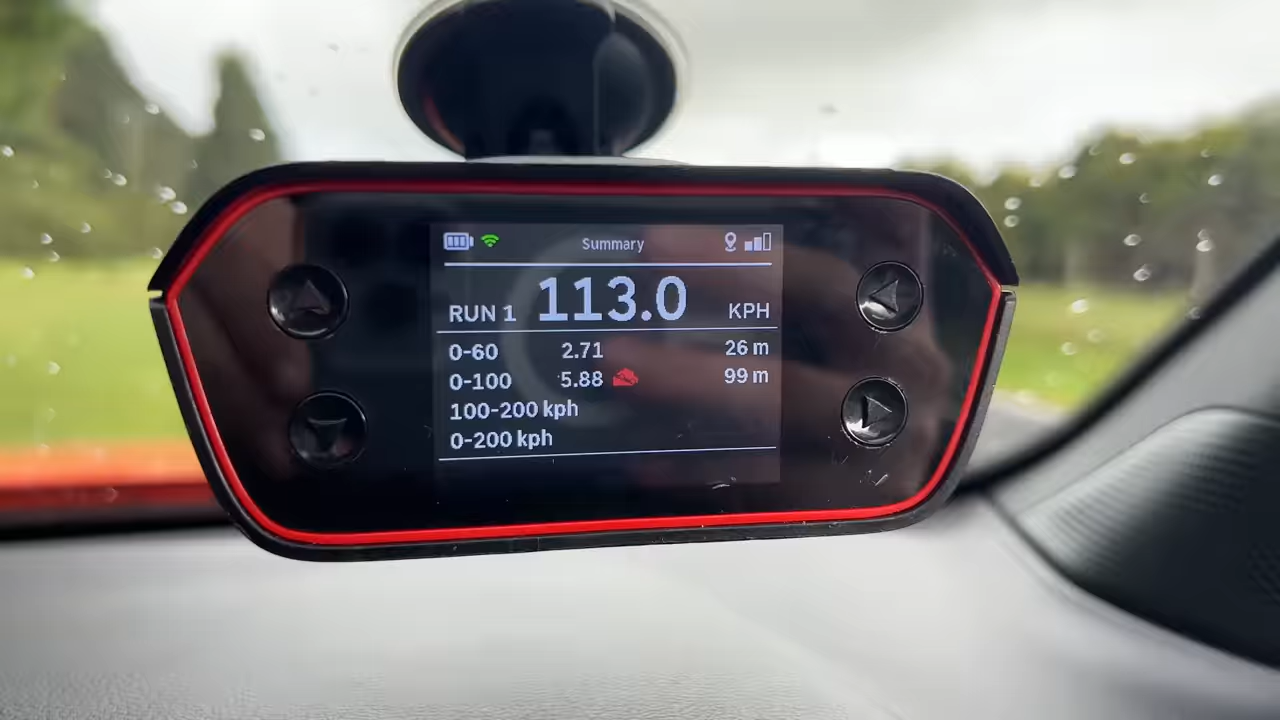 Summary
RUN 1 113.0 KPH
0-60 2.71 26 m
0-100 5.88 99 m
100-200 kph
0-200 kph